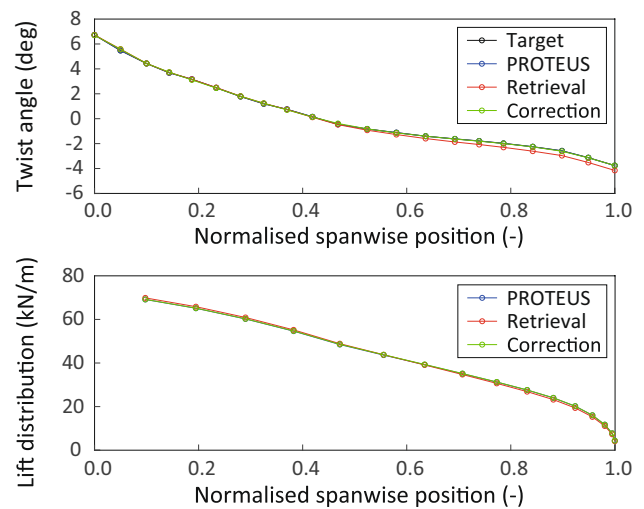 8
6
4
2
0
-2
-4
-6
Twist angle (deg)
Target
PROTEUS
Retrieval
Correction
0.0 0.2 0.4 0.6 0.8 1.0
Normalised spanwise position (-)
80
60
40
20
0
Lift distribution (kN/m)
PROTEUS
Retrieval
Correction
0.0 0.2 0.4 0.6 0.8 1.0
Normalised spanwise position (-)